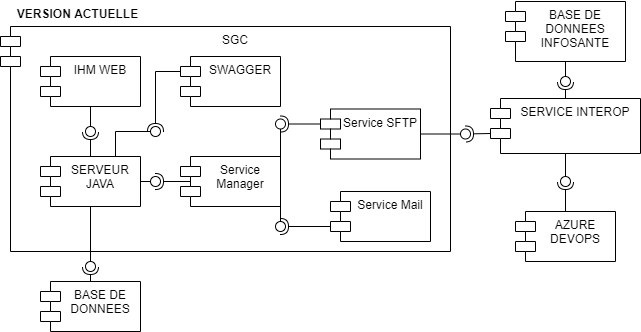 VERSION ACTUELLE
SGC
IHM WEB
SWAGGER
BASE DE
DONNEES
INFOSANTE
Service SFTP
SERVICE INTEROP
SERVEUR
JAVA
Service
Manager
Service Mail
AZURE
DEVOPS
BASE DE
DONNEES